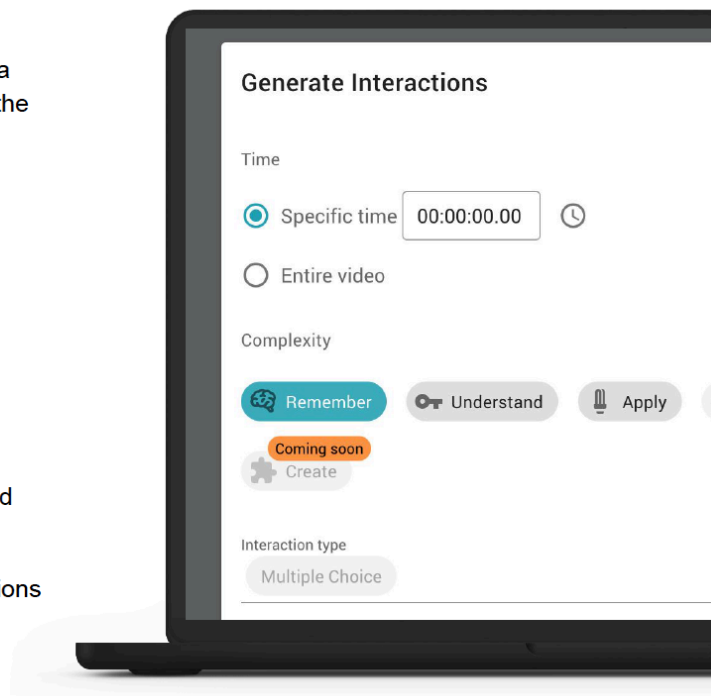 a
the
Generate Interactions
Time
Specific time 00:00:00.00
Entire video
Complexity
Remember Understand Apply
Coming soon
Create
Interaction type
Multiple Choice
d
ions